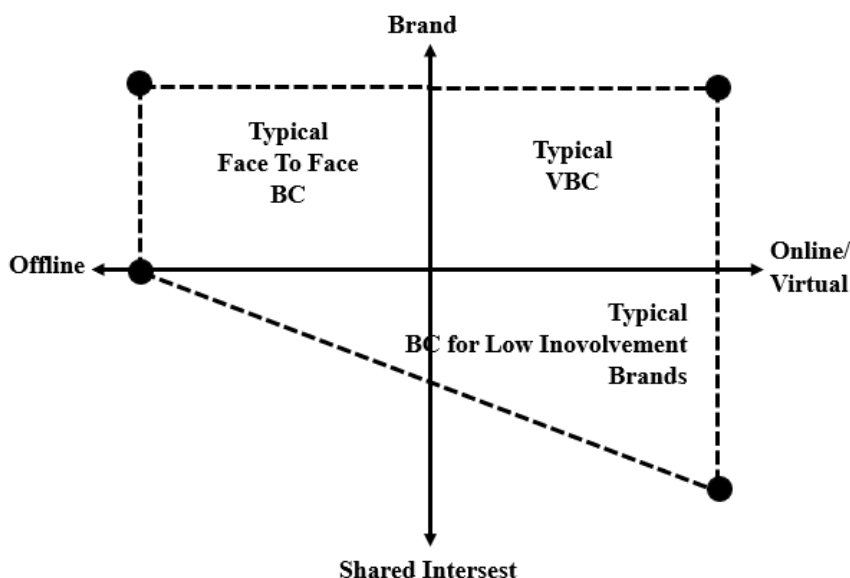 Brand
Typical
Face To Face
BC
Typical
VBC
Offline
Online/
Virtual
Typical
BC for Low Inovolvement
Brands
Shared Intersest